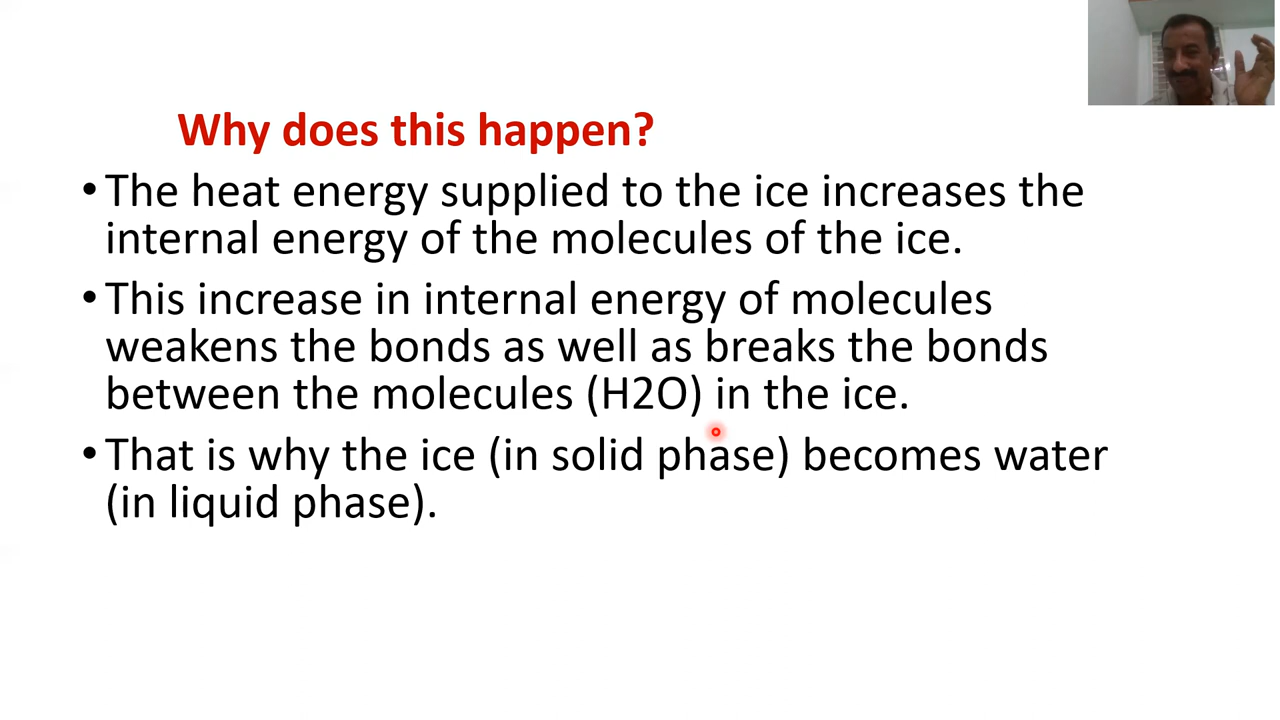 Why does this happen?
•The heat energy supplied to the ice increases the
internal energy of the molecules of the ice.
•This increase in internal energy of molecules
weakens the bonds as well as breaks the bonds
between the molecules (H2O) in the ice.
•That is why the ice (in solid phase) becomes water
(in liquid phase).